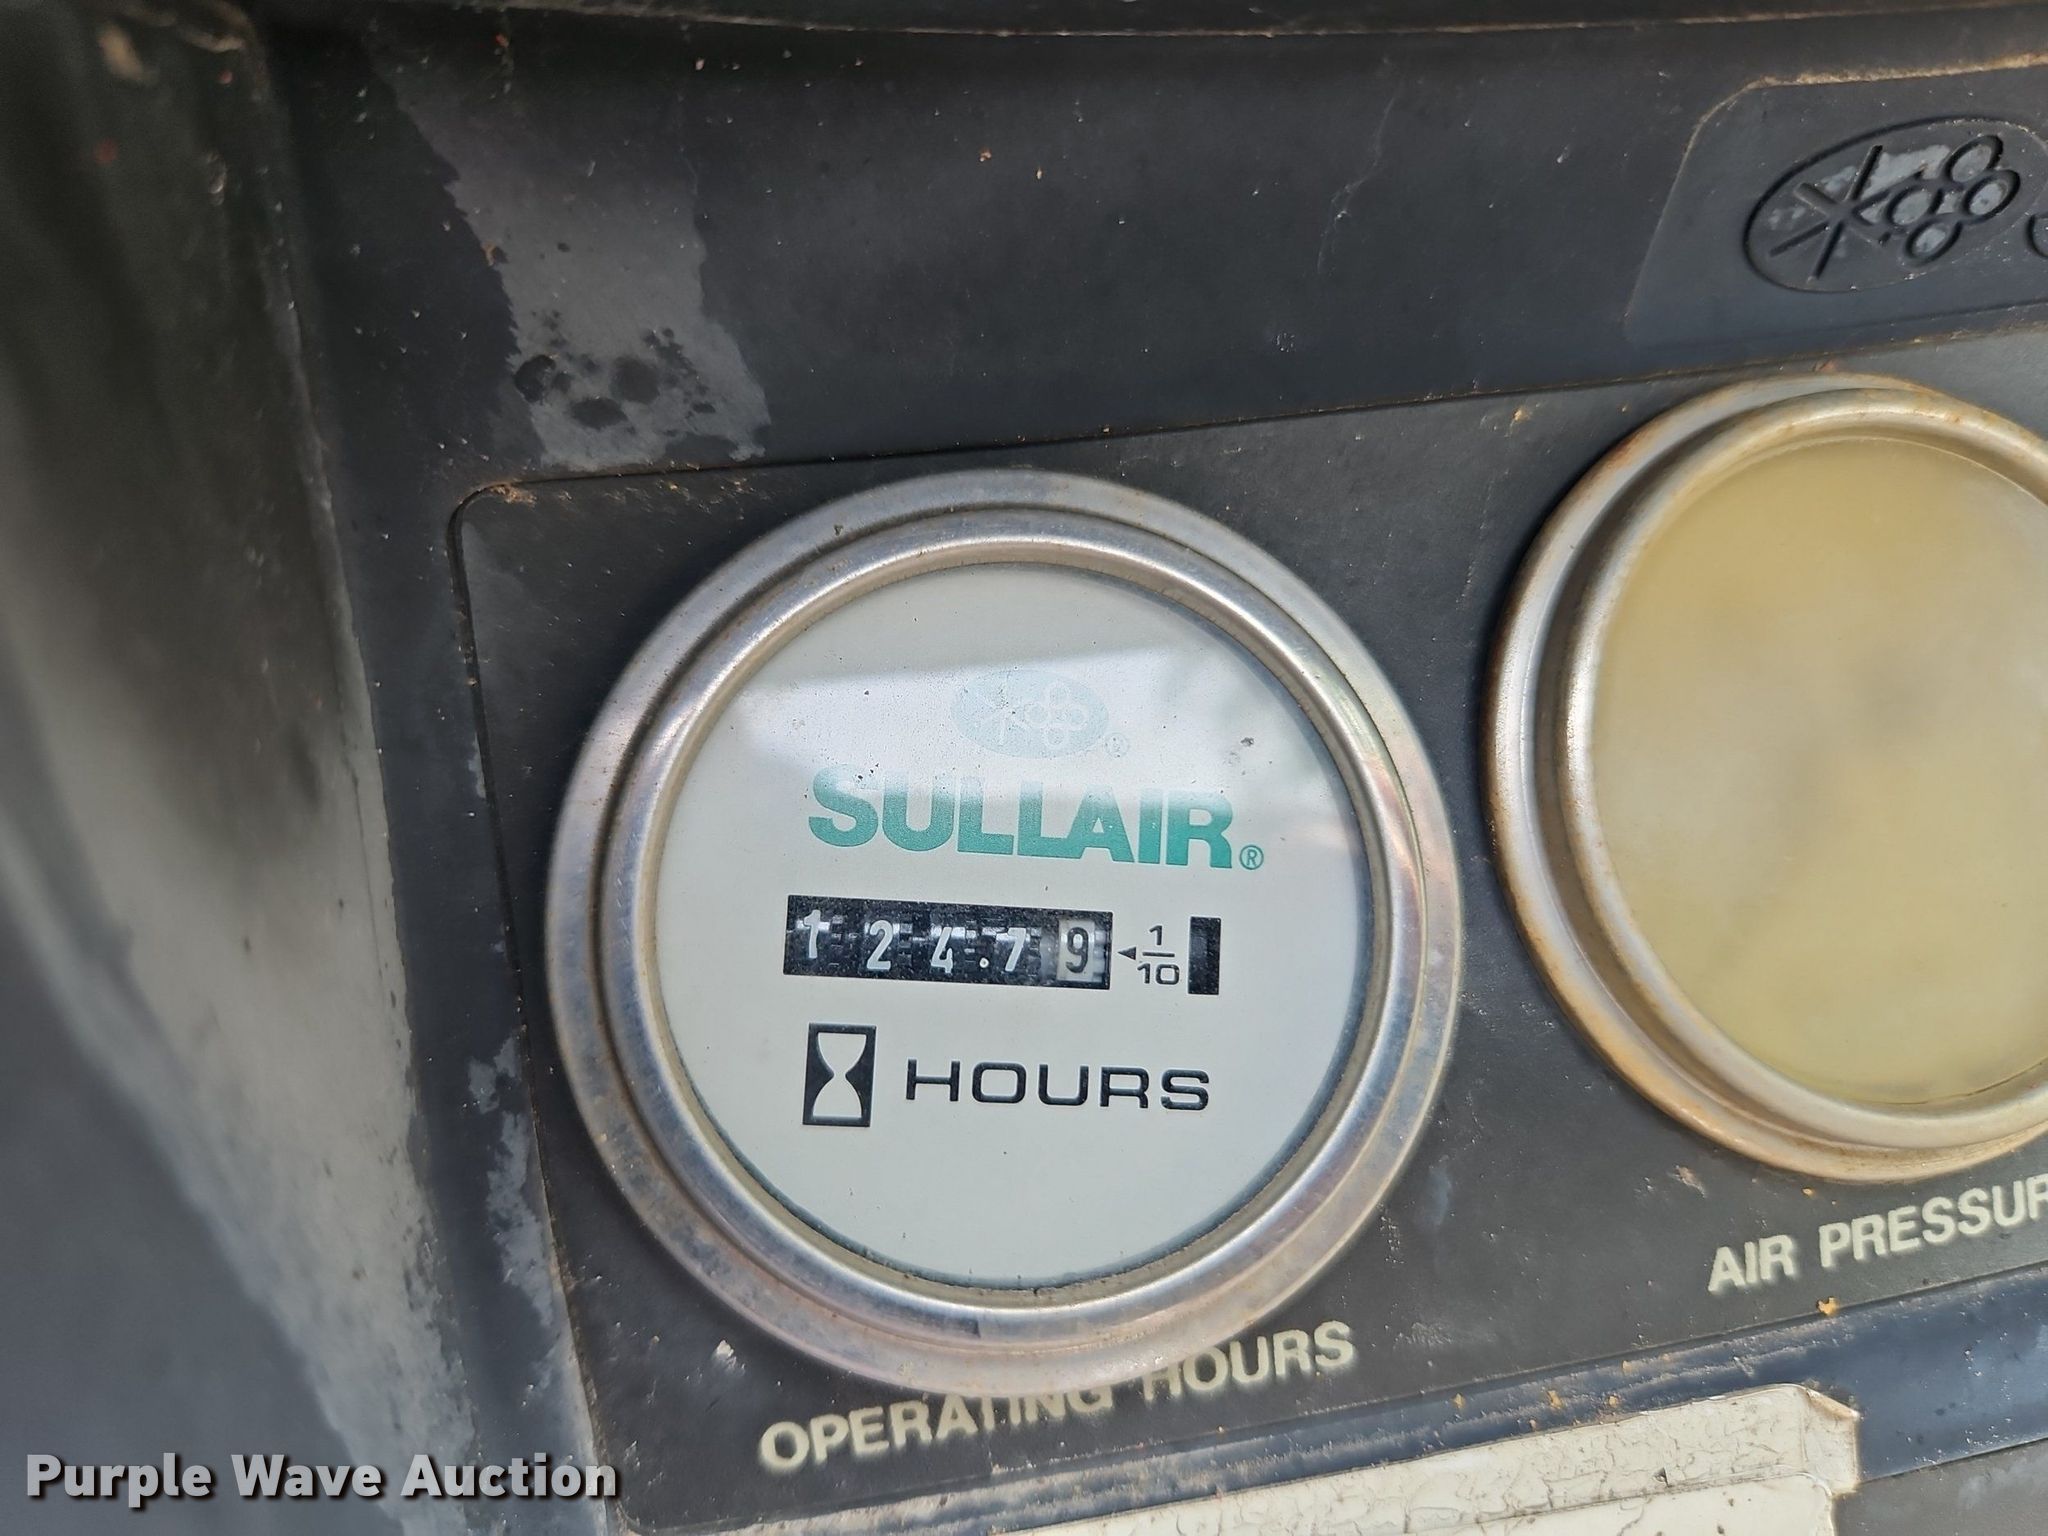 ®
SULLAIR®
1 2 4 . 7 9 ◄ 1/10
HOURS
AIR PRESSUR
OPERATING HOURS
Purple Wave Auction